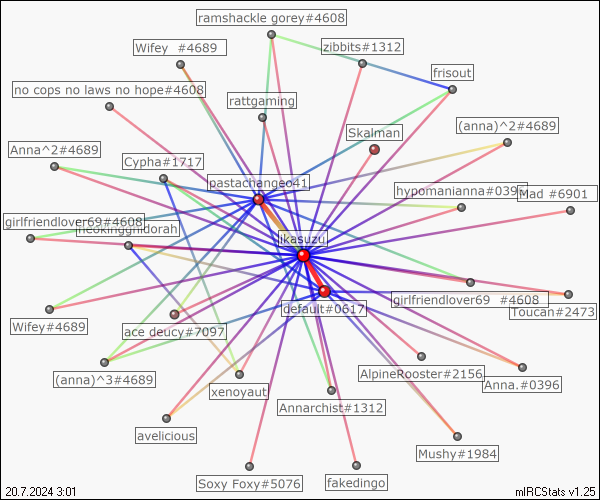 ramshackle gorey#4608
Wifey   #4689
zibbits#1312
frisout
no cops no laws no hope#4608
rattgaming
Skalman
(anna)^2#4689
Anna^2#4689
Cypha#1717
pastachangeo41
hypomanianna#039
Mad #6901
girlfriendlover69#4608
neokingghidorah
ikasuzu
girlfriendlover69   #4608
Toucan#2473
default#0617
Wifey#4689
ace deucy#7097
(anna)^3#4689
AlpineRooster#2156
Anna.#0396
xenoyaut
Annarchist#1312
avelicious
Mushy#1984
Soxy Foxy#5076
fakedingo
20.7.2024 3:01
mIRCStats v1.25